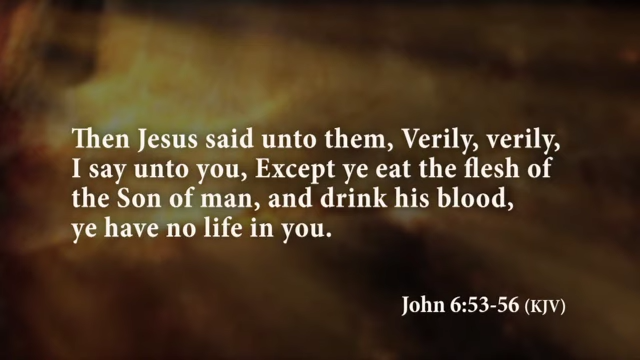 Then Jesus said unto them, Verily, verily,
I say unto you, Except ye eat the flesh of
the Son of man, and drink his blood,
ye have no life in you.
John 6:53-56 (KJV)